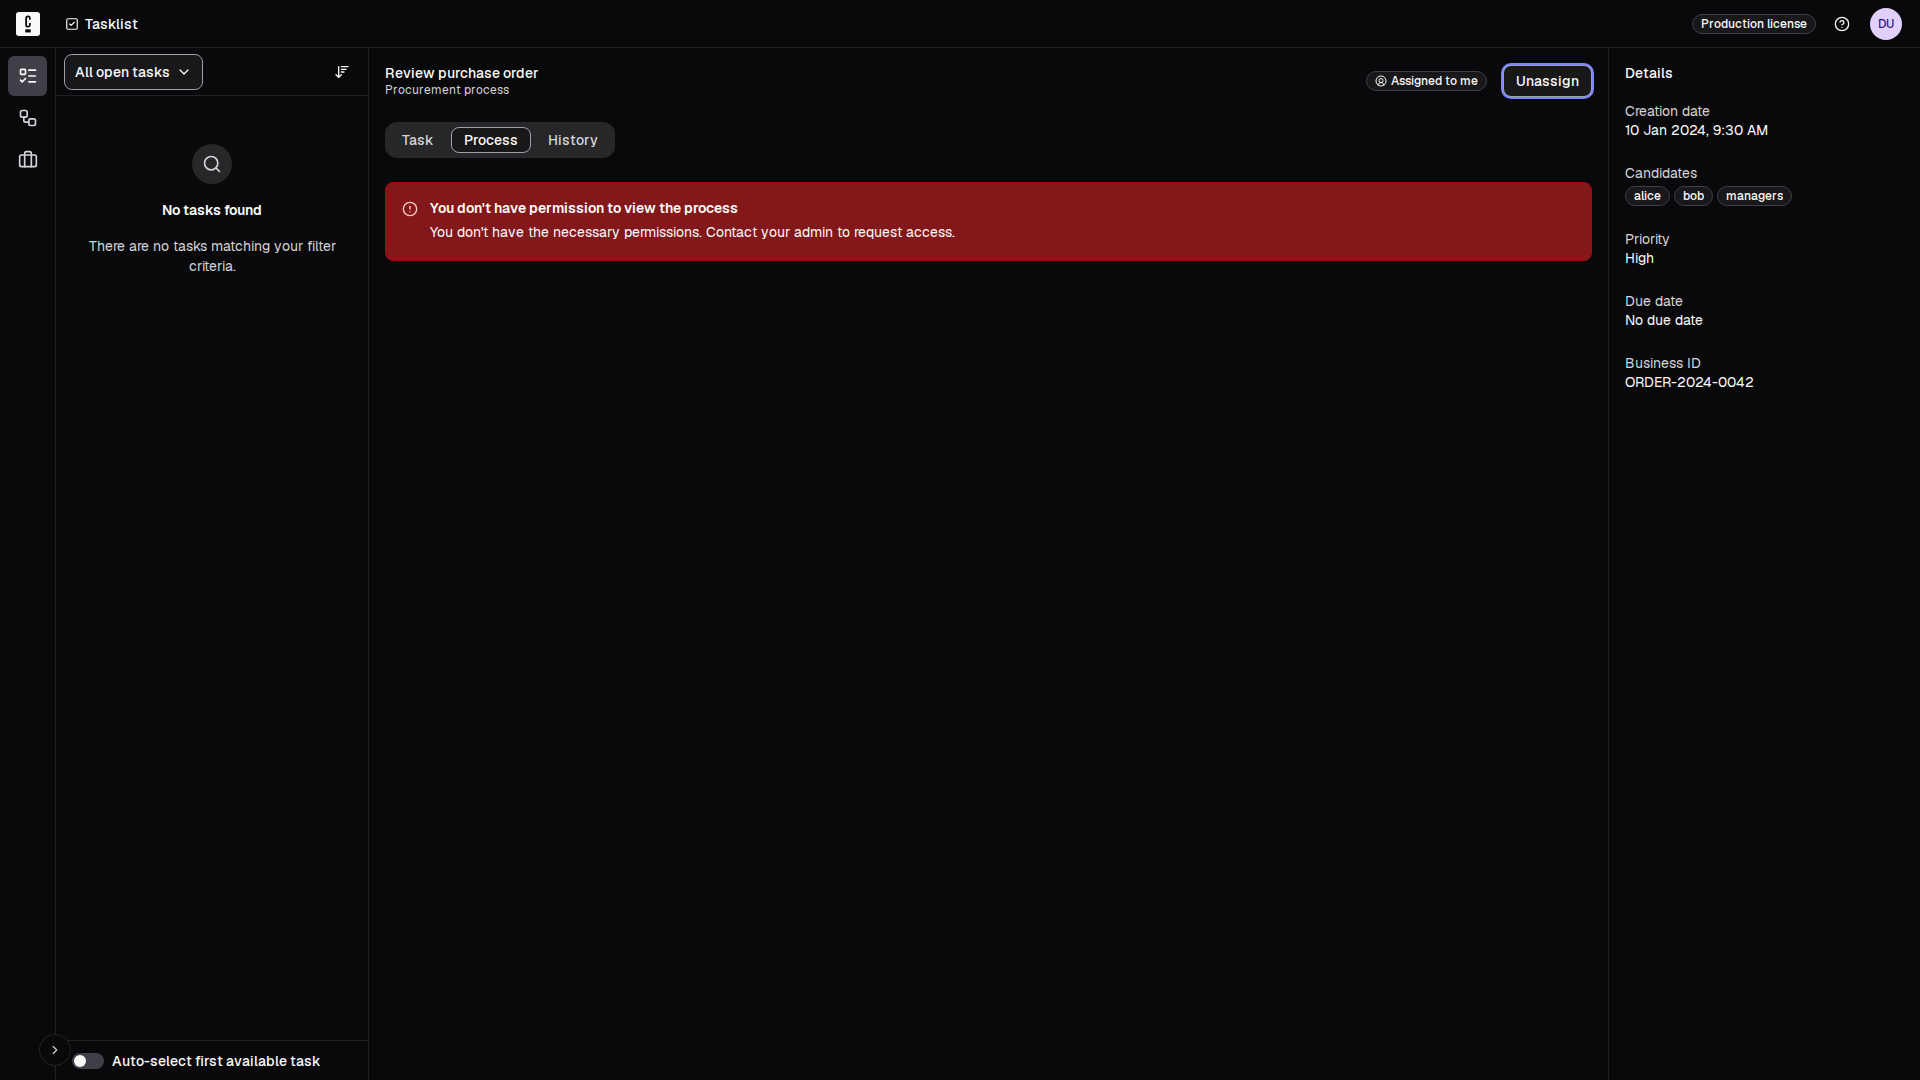 Tasklist
Production license
DU
All open tasks
No tasks found
There are no tasks matching your filter
criteria.
Auto-select first available task
Review purchase order
Procurement process
Assigned to me
Unassign
Task
Process
History
You don't have permission to view the process
You don't have the necessary permissions. Contact your admin to request access.
Details
Creation date
10 Jan 2024, 9:30 AM
Candidates
alice
bob
managers
Priority
High
Due date
No due date
Business ID
ORDER-2024-0042